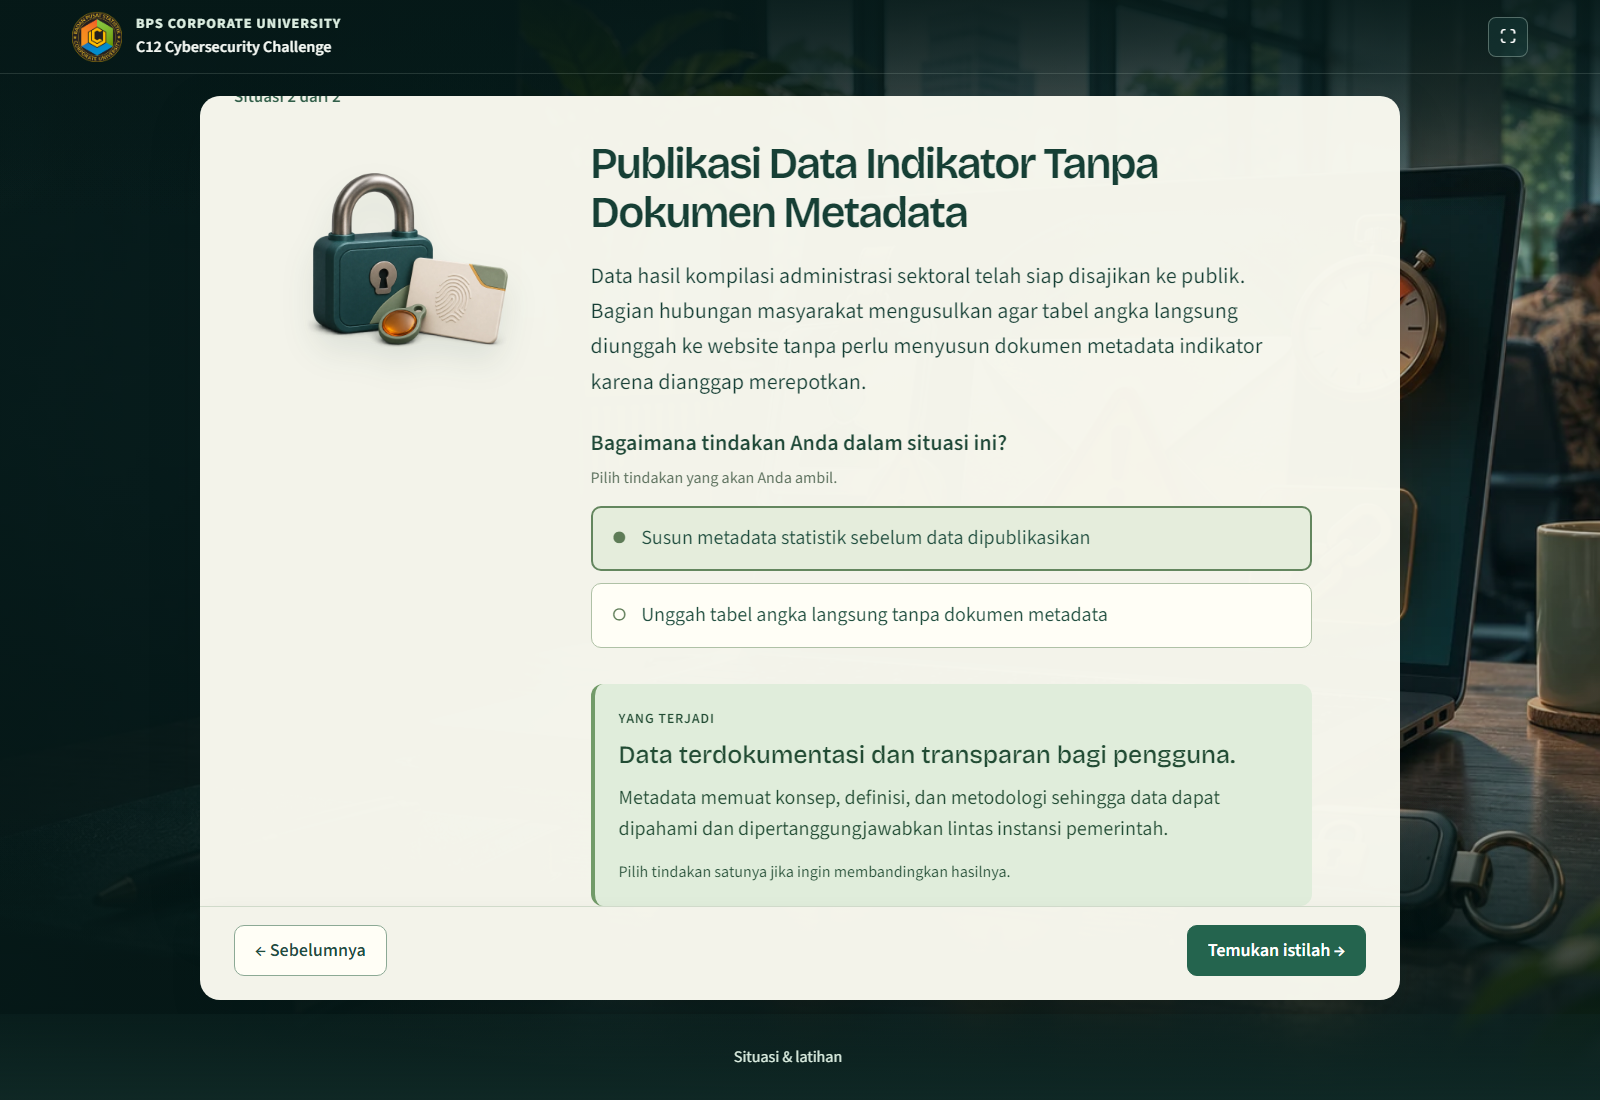 BPS CORPORATE UNIVERSITY
C12 Cybersecurity Challenge
Situasi 2 dari 2
Publikasi Data Indikator Tanpa
Dokumen Metadata
Data hasil kompilasi administrasi sektoral telah siap disajikan ke publik.
Bagian hubungan masyarakat mengusulkan agar tabel angka langsung
diunggah ke website tanpa perlu menyusun dokumen metadata indikator
karena dianggap merepotkan.
Bagaimana tindakan Anda dalam situasi ini?
Pilih tindakan yang akan Anda ambil.
Susun metadata statistik sebelum data dipublikasikan
Unggah tabel angka langsung tanpa dokumen metadata
YANG TERJADI
Data terdokumentasi dan transparan bagi pengguna.
Metadata memuat konsep, definisi, dan metodologi sehingga data dapat
dipahami dan dipertanggungjawabkan lintas instansi pemerintah.
Pilih tindakan satunya jika ingin membandingkan hasilnya.
← Sebelumnya
Temukan istilah →
Situasi & latihan